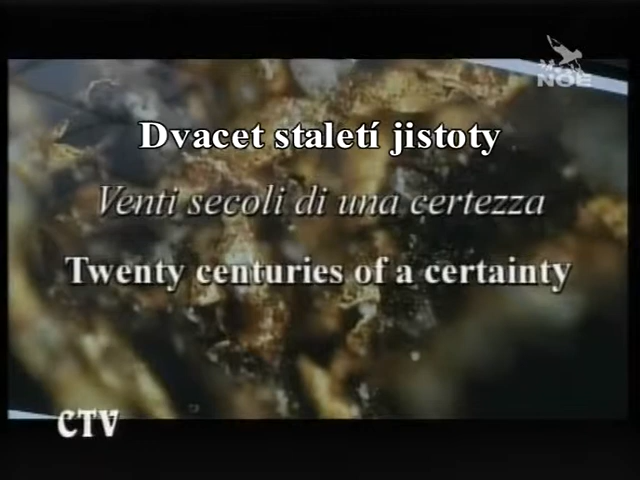 NOE
Dvacet staletí jistoty
Venti secoli di una certezza
Twenty centuries of a certainty
CTV